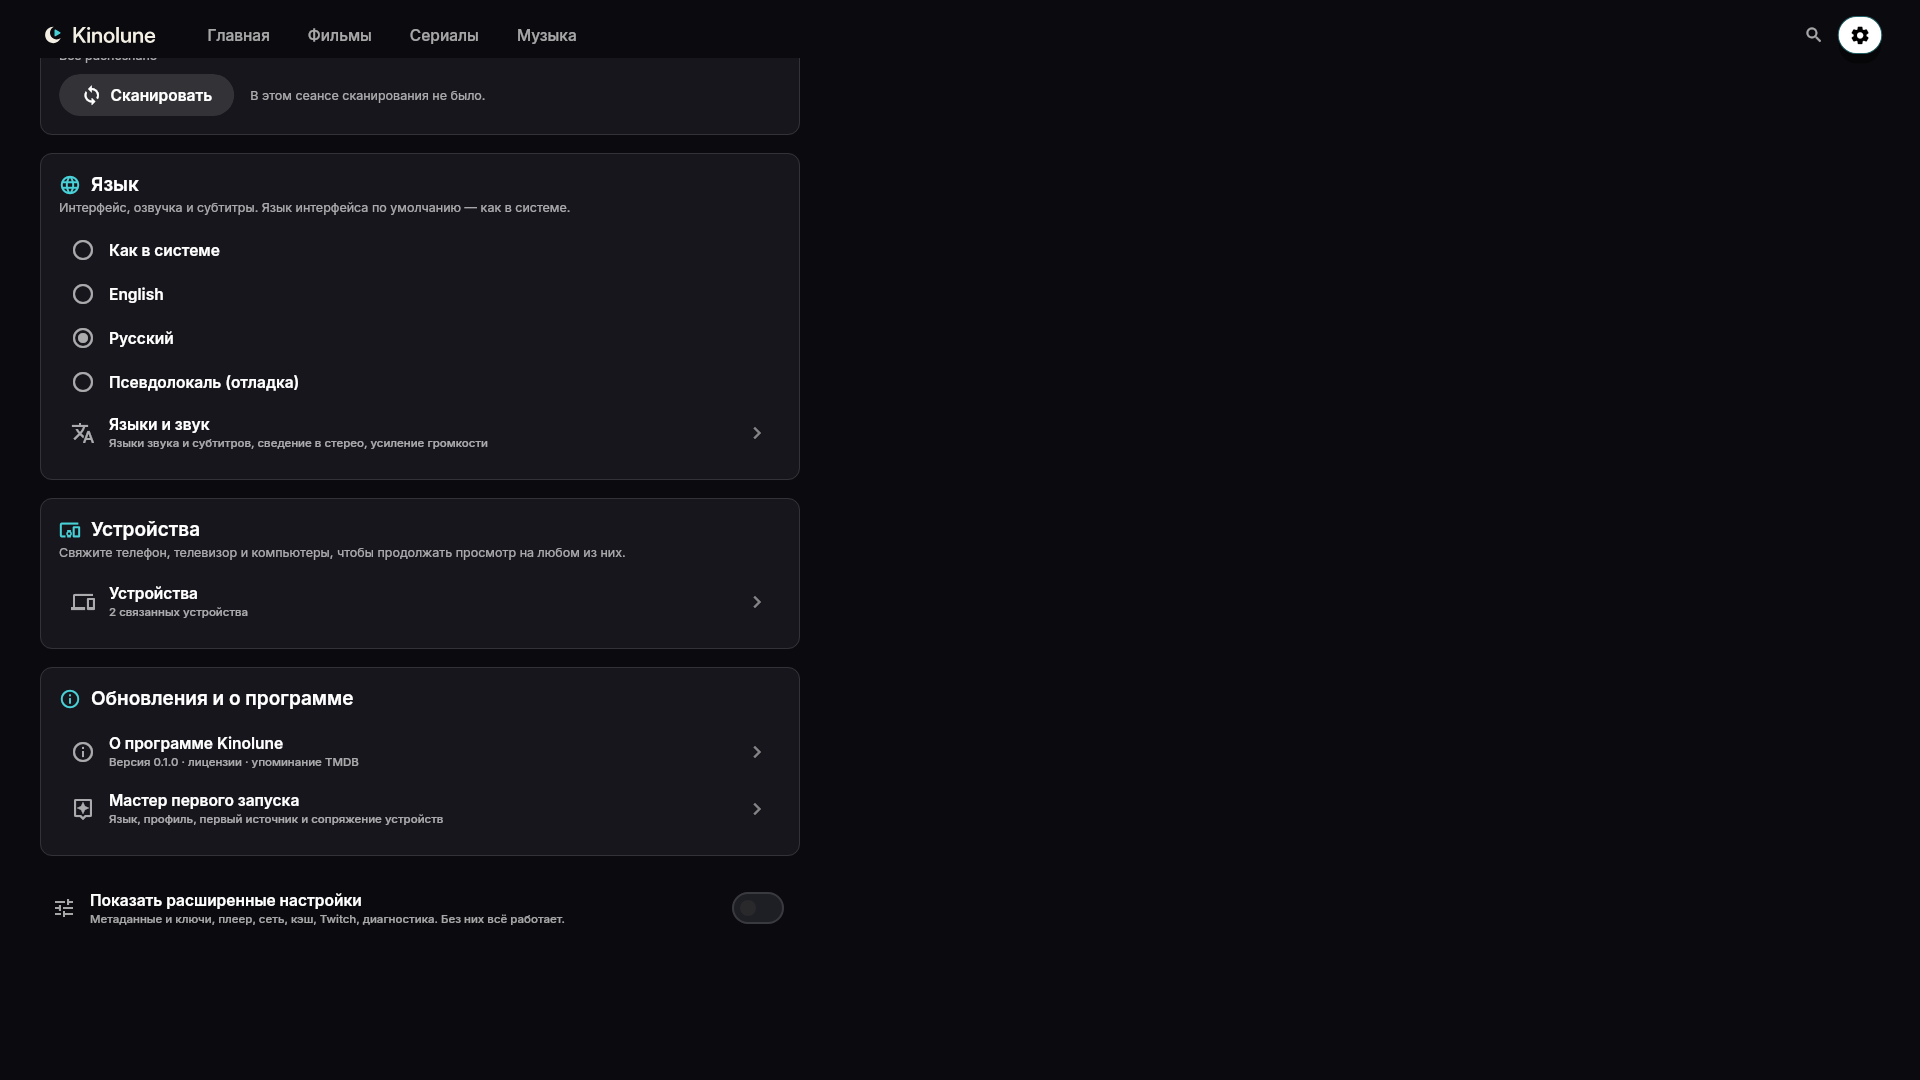 Kinolune
Главная
Фильмы
Сериалы
Музыка
Сканировать
В этом сеансе сканирования не было.
Язык
Интерфейс, озвучка и субтитры. Язык интерфейса по умолчанию — как в системе.
Как в системе
English
Русский
Псевдолокаль (отладка)
Языки и звук
Языки звука и субтитров, сведение в стерео, усиление громкости
Устройства
Свяжите телефон, телевизор и компьютеры, чтобы продолжать просмотр на любом из них.
Устройства
2 связанных устройства
Обновления и о программе
О программе Kinolune
Версия 0.1.0 · лицензии · упоминание TMDB
Мастер первого запуска
Язык, профиль, первый источник и сопряжение устройств
Показать расширенные настройки
Метаданные и ключи, плеер, сеть, кэш, Twitch, диагностика. Без них всё работает.